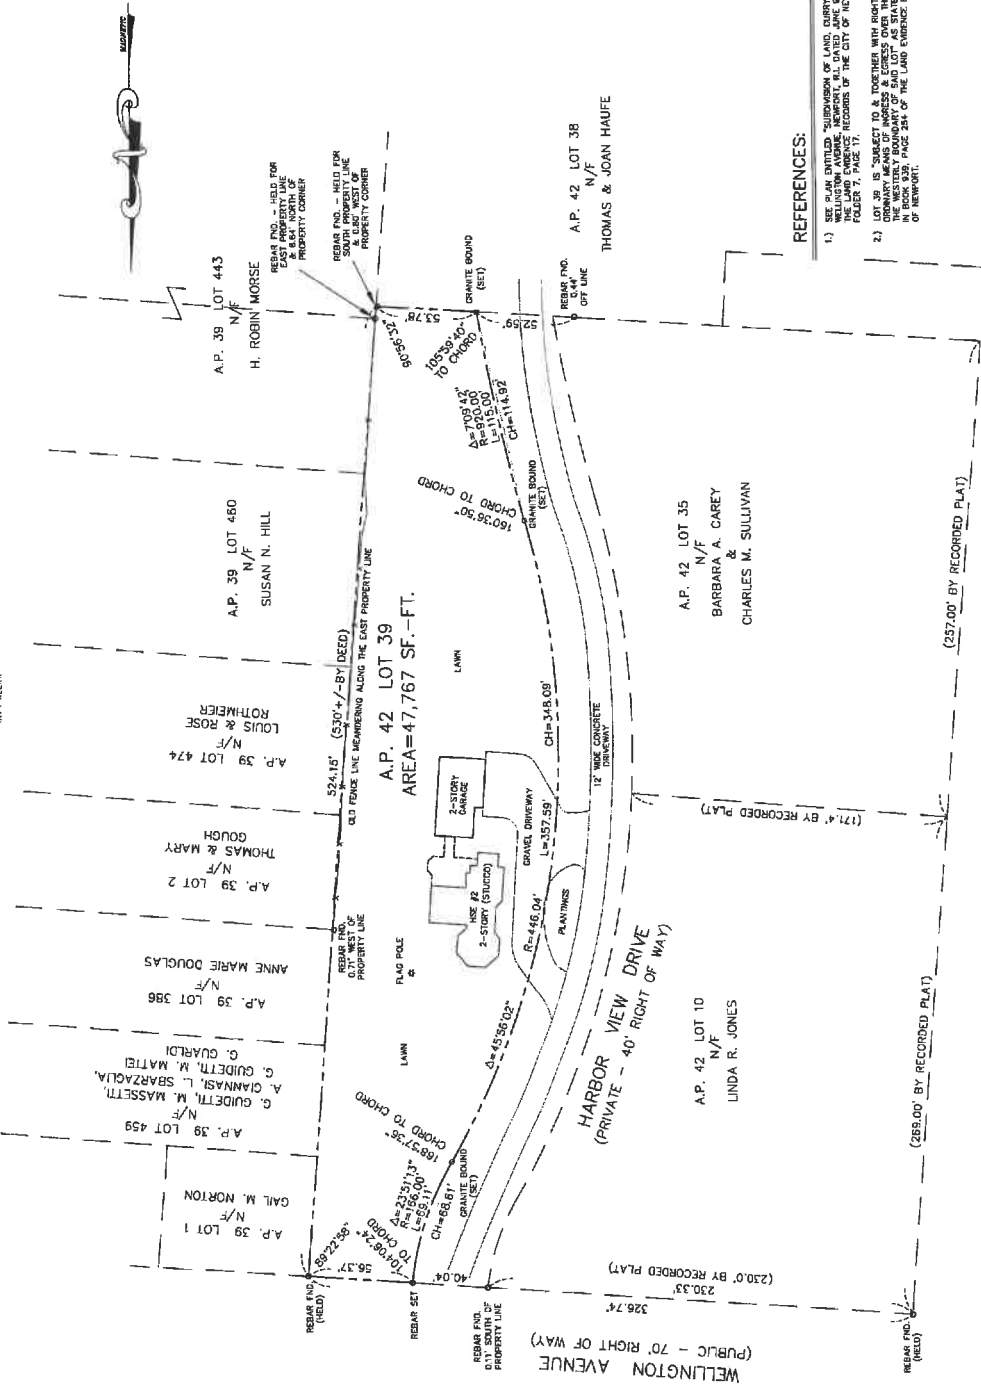 MAGNETIC
A.P. 39 LOT 443
N/F
H. ROBIN MORSE
REBAR FND. - HELD FOR
EAST PROPERTY LINE
& 8.64' NORTH OF
PROPERTY CORNER
REBAR FND. - HELD FOR
SOUTH PROPERTY LINE
& 0.80' WEST OF
PROPERTY CORNER
A.P. 42 LOT 38
N/F
THOMAS & JOAN HAUFE
REFERENCES:
1.) SEE PLAN ENTITLED "SUBDIVISION OF LAND, CURRY
WELLINGTON AVENUE, NEWPORT, R.I. DATED JUNE
THE LAND EVIDENCE RECORDS OF THE CITY OF NE
FOLDER 7, PAGE 17.
2.) LOT 39 IS "SUBJECT TO & TOGETHER WITH RIGHT
ORDINARY MEANS OF INGRESS & EGRESS OVER TH
THE WESTERLY BOUNDARY OF SAID LOT" AS STATE
IN BOOK 939, PAGE 254 OF THE LAND EVIDENCE
OF NEWPORT.
GRANITE BOUND
(SET)
REBAR FND.
0.44'
OFF LINE
53.78'
52.59'
90°56'32"
105°59'40"
TO CHORD
Δ=7°09'42"
R=920.00'
L=115.00'
CH=114.92'
160°36'50"
CHORD TO CHORD
GRANITE BOUND
(SET)
A.P. 39 LOT 460
N/F
SUSAN N. HILL
A.P. 39 LOT 474
N/F
LOUIS & ROSE
ROTHMEIER
A.P. 39 LOT 2
N/F
THOMAS & MARY
GOUGH
A.P. 39 LOT 386
N/F
ANNE MARIE DOUGLAS
A.P. 39 LOT 459
N/F
G. GUIDETTI, M. MASSETTI,
A. GIANNASI, L. SBARZAGLIA,
G. GUIDETTI, M. MATTIEI
G. GUARLDI
A.P. 39 LOT 1
N/F
GAIL M. NORTON
524.15' (530'+/-BY DEED)
OLD FENCE LINE MEANDERING ALONG THE EAST PROPERTY LINE
A.P. 42 LOT 39
AREA=47,767 SF.-FT.
LAWN
2-STORY
GARAGE
HSE #2
2-STORY (STUCCO)
GRAVEL DRIVEWAY
PLANTINGS
CH=348.09'
L=357.59'
R=446.04'
Δ=45°56'02"
12' WIDE CONCRETE
DRIVEWAY
REBAR FND.
0.71' WEST OF
PROPERTY LINE
FLAG POLE
LAWN
168°57'36"
CHORD TO CHORD
GRANITE BOUND
(SET)
Δ=23°51'13"
R=166.00'
L=69.11'
CH=68.61'
104°06'24"
TO CHORD
89°22'58"
56.37'
40.04'
REBAR FND.
(HELD)
REBAR SET
REBAR FND.
0.11' SOUTH OF
PROPERTY LINE
HARBOR VIEW DRIVE
(PRIVATE - 40' RIGHT OF WAY)
A.P. 42 LOT 35
N/F
BARBARA A. CAREY
&
CHARLES M. SULLIVAN
(257.00' BY RECORDED PLAT)
(171.4' BY RECORDED PLAT)
A.P. 42 LOT 10
N/F
LINDA R. JONES
(269.00' BY RECORDED PLAT)
(230.0' BY RECORDED PLAT)
230.33'
326.74'
REBAR FND.
(HELD)
WELLINGTON AVENUE
(PUBLIC - 70' RIGHT OF WAY)